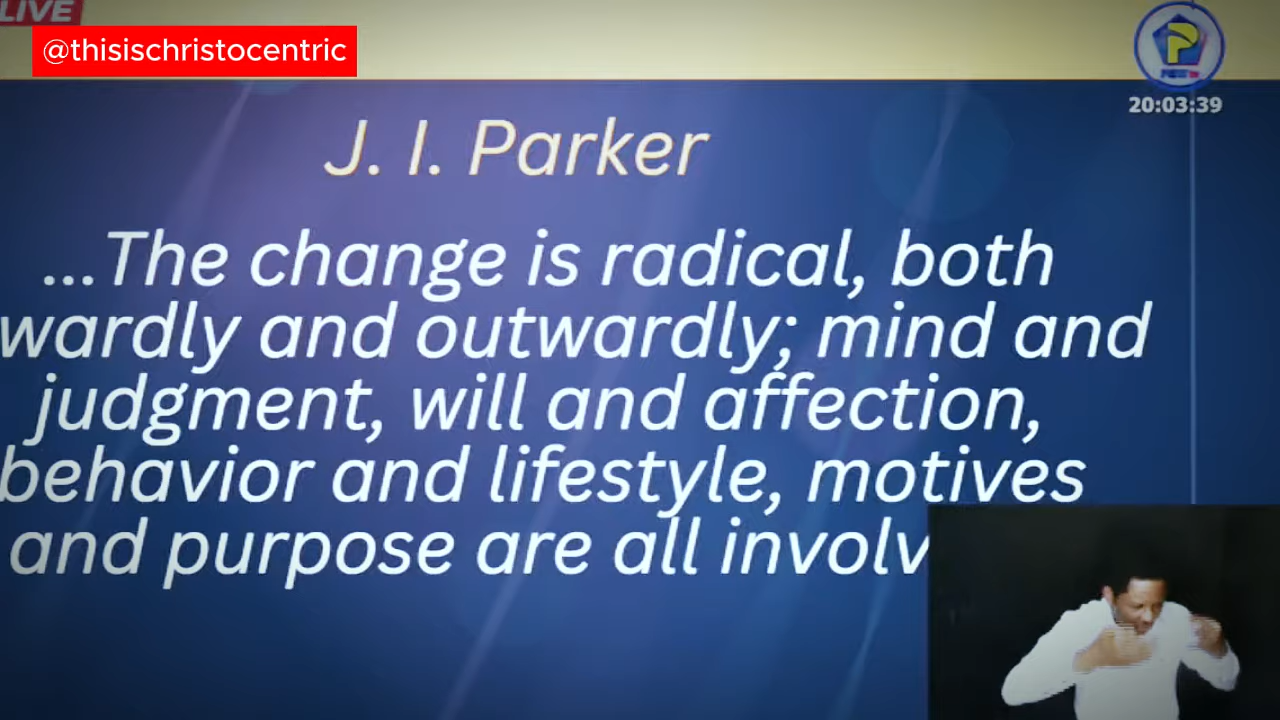 LIVE
@thisischristocentric
P
20:03:39
J. I. Parker
...The change is radical, both
wardly and outwardly; mind and
judgment, will and affection,
behavior and lifestyle, motives
and purpose are all involv